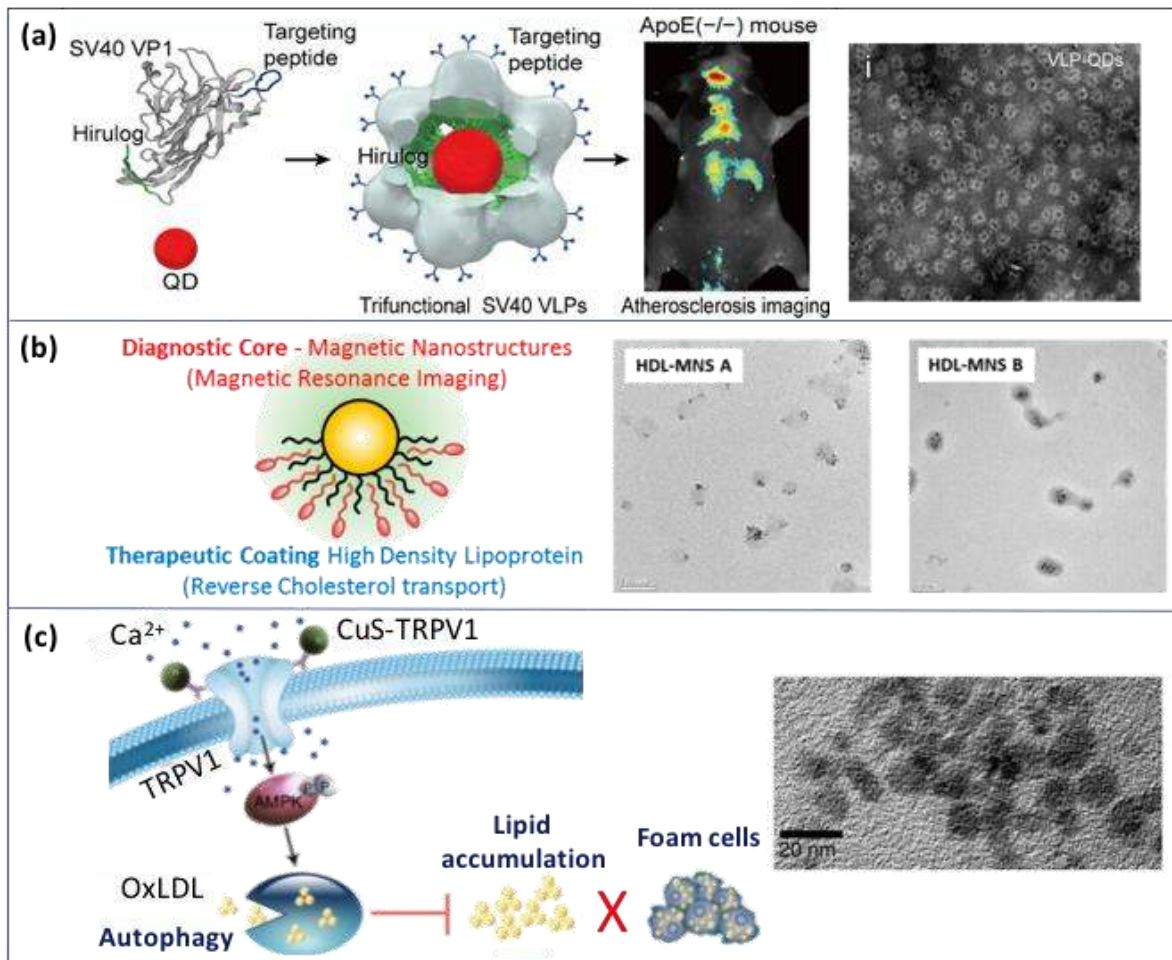 (a)
SV40 VP1
Targeting
peptide
Hirulog
QD
Targeting
peptide
Hirulog
Trifunctional SV40 VLPs
ApoE(−/−) mouse
Atherosclerosis imaging
i
VLP-QDs
(b)
Diagnostic Core - Magnetic Nanostructures
(Magnetic Resonance Imaging)
Therapeutic Coating High Density Lipoprotein
(Reverse Cholesterol transport)
HDL-MNS A
HDL-MNS B
(c)
Ca²⁺
CuS-TRPV1
TRPV1
AMPK
P P
OxLDL
Autophagy
Lipid
accumulation
X
Foam cells
20 nm